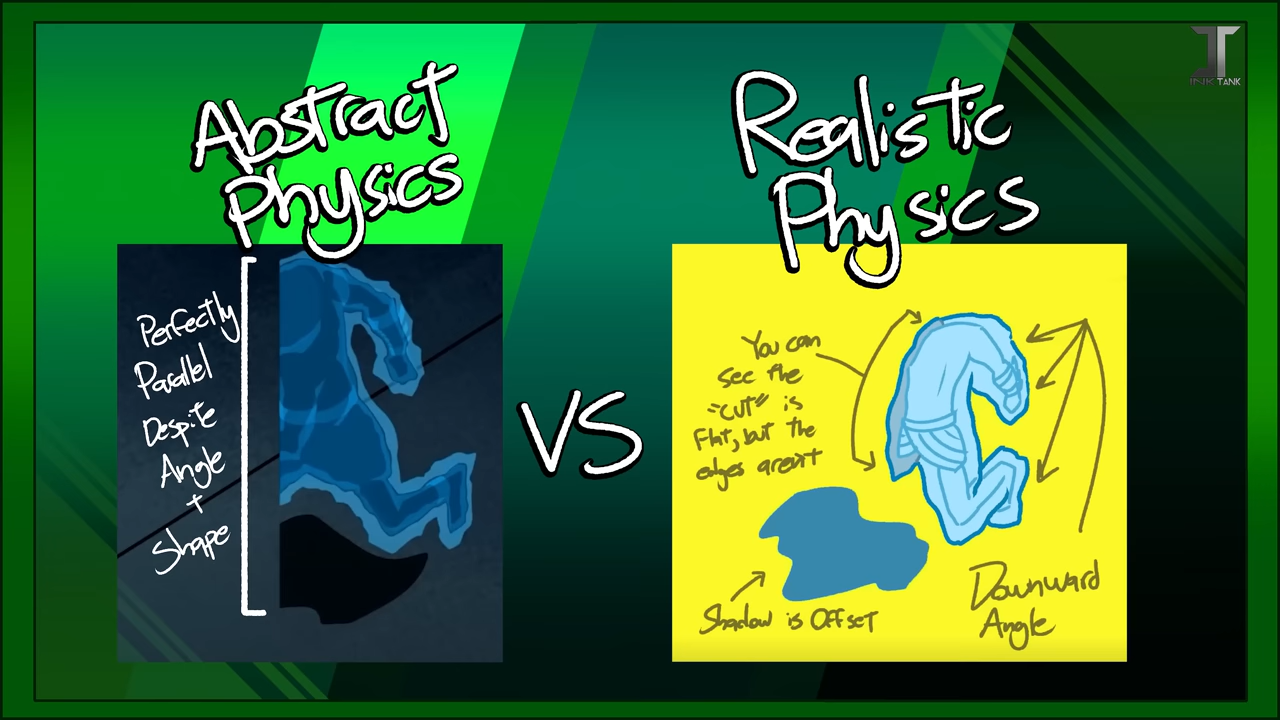 Abstract
Physics
Realistic
Physics
Perfectly
Parallel
Despite
Angle
+
Shape
VS
You can
see the
"CUT" is
Flat, but the
edges aren't
Shadow is Offset
Downward
Angle
TANK